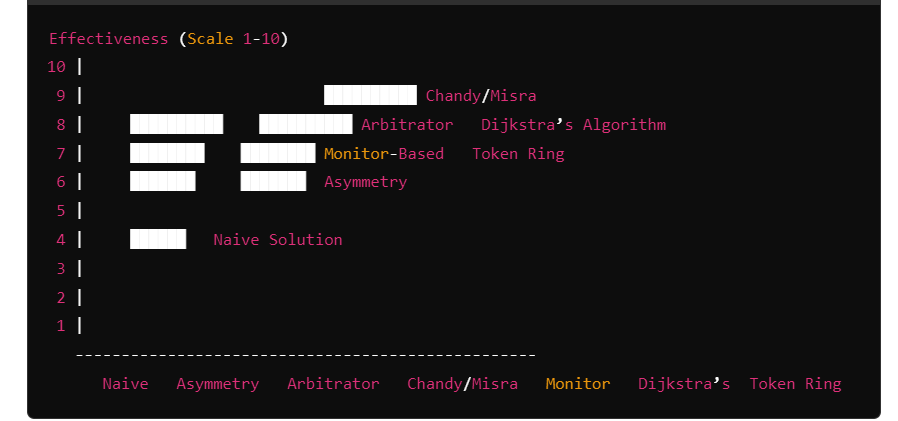 Effectiveness (Scale 1-10)
10 |
9 | ██████████ Chandy/Misra
8 | ██████████ ██████████ Arbitrator Dijkstra’s Algorithm
7 | ████████ ████████ Monitor-Based Token Ring
6 | ███████ ███████ Asymmetry
5 |
4 | ██████ Naive Solution
3 |
2 |
1 |
--------------------------------------------------
Naive Asymmetry Arbitrator Chandy/Misra Monitor Dijkstra’s Token Ring